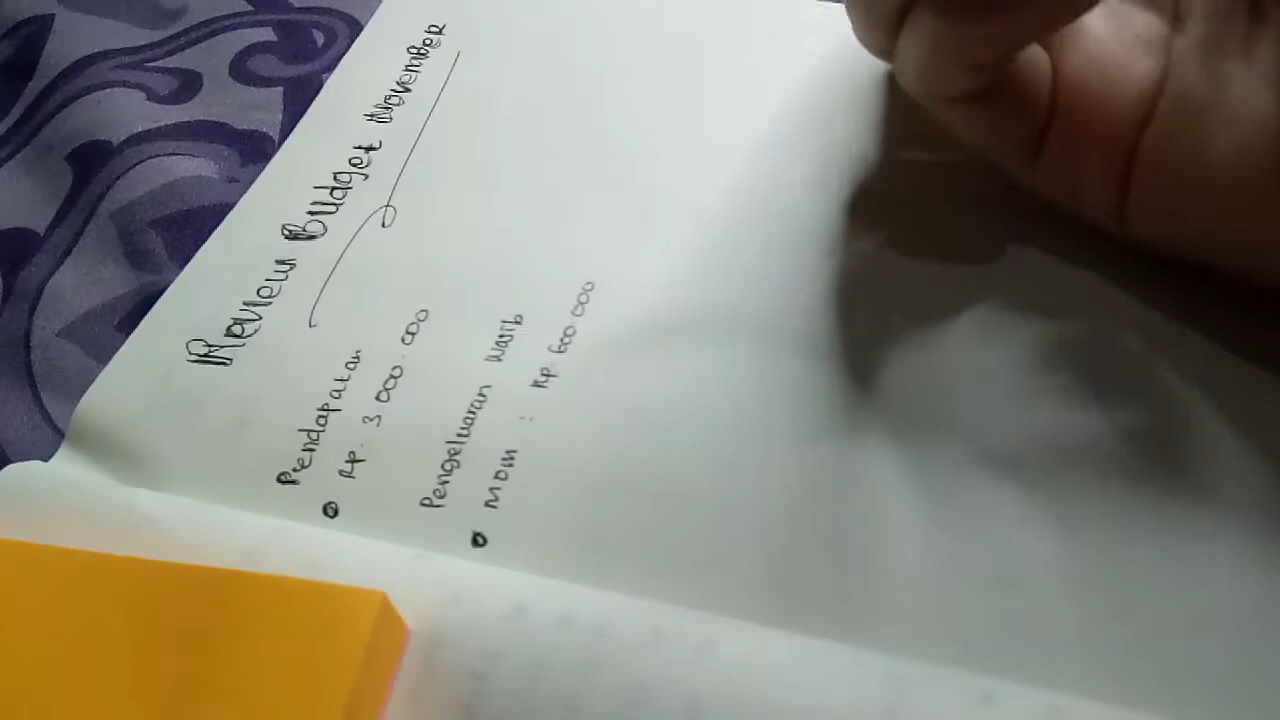 Review Budget November
Pendapatan
Rp. 3 000.000
Pengeluaran Wajib
Mom : Rp 600.000